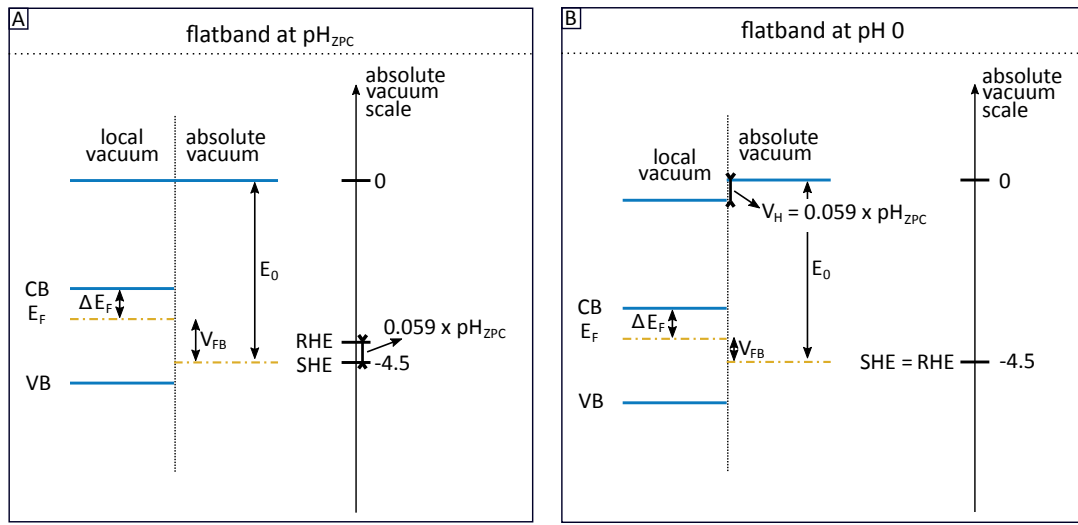 A
flatband at pH_ZPC
absolute
vacuum
scale
local
vacuum
absolute
vacuum
0
E_0
CB
ΔE_F
E_F
V_FB
0.059 x pH_ZPC
RHE
SHE
-4.5
VB
B
flatband at pH 0
absolute
vacuum
scale
absolute
vacuum
local
vacuum
0
V_H = 0.059 x pH_ZPC
E_0
CB
ΔE_F
E_F
V_FB
SHE = RHE
-4.5
VB